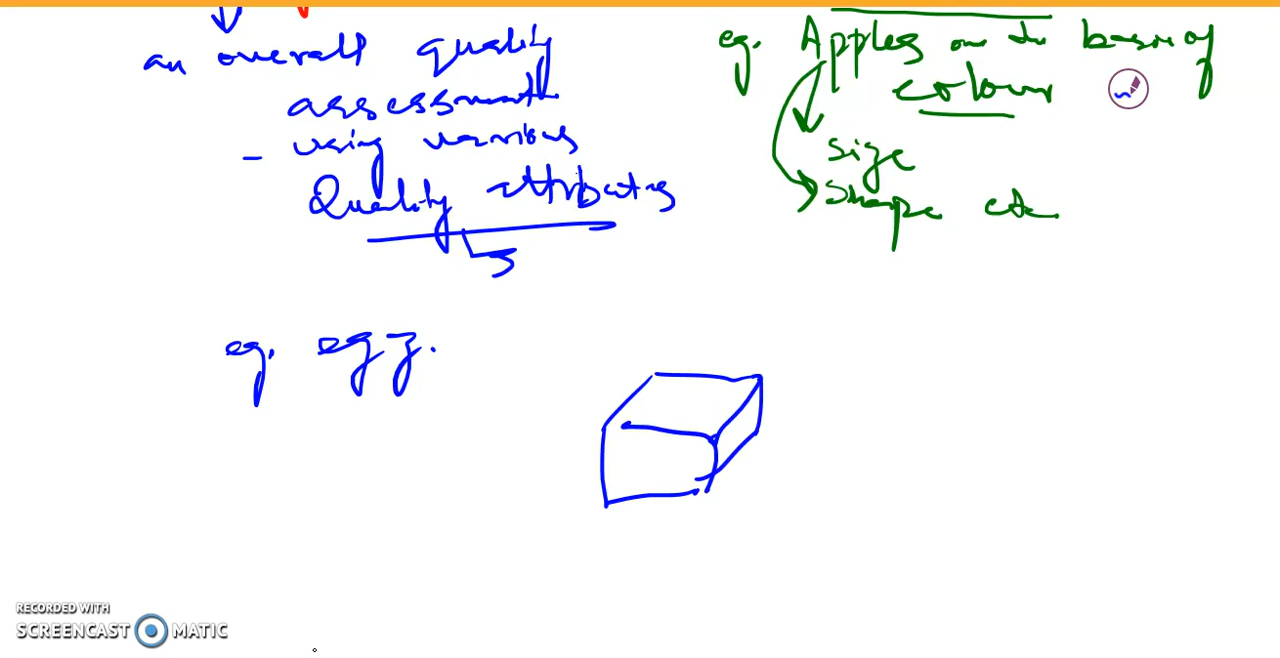 an overall quality
assessment
- using various
Quality attributes
eg. egg.
eg. Apples on the basis of
colour
size
shape etc
RECORDED WITH
SCREENCAST MATIC